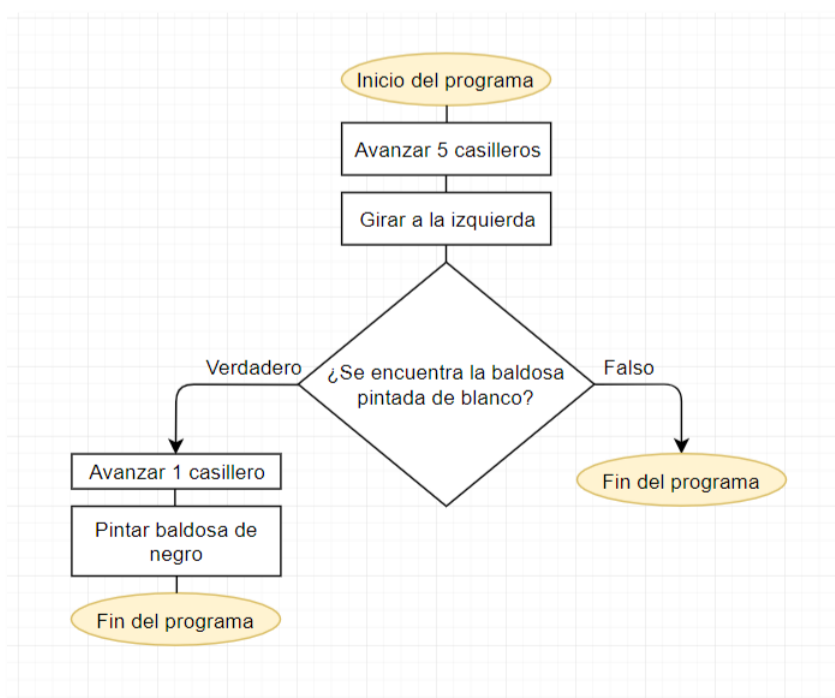 Inicio del programa
Avanzar 5 casilleros
Girar a la izquierda
¿Se encuentra la baldosa
pintada de blanco?
Verdadero
Falso
Avanzar 1 casillero
Pintar baldosa de
negro
Fin del programa
Fin del programa